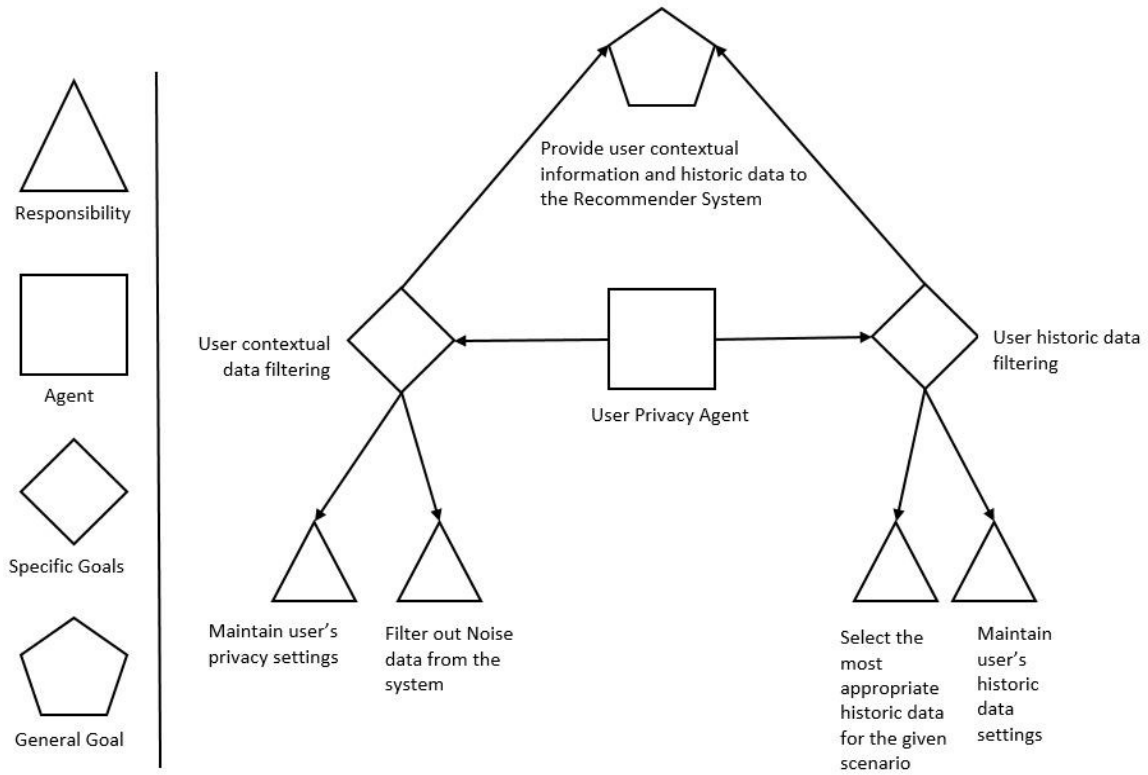 Responsibility
Agent
Specific Goals
General Goal
Provide user contextual
information and historic data to
the Recommender System
User contextual
data filtering
User Privacy Agent
User historic data
filtering
Maintain user's
privacy settings
Filter out Noise
data from the
system
Select the
most
appropriate
historic data
for the given
scenario
Maintain
user's
historic
data
settings